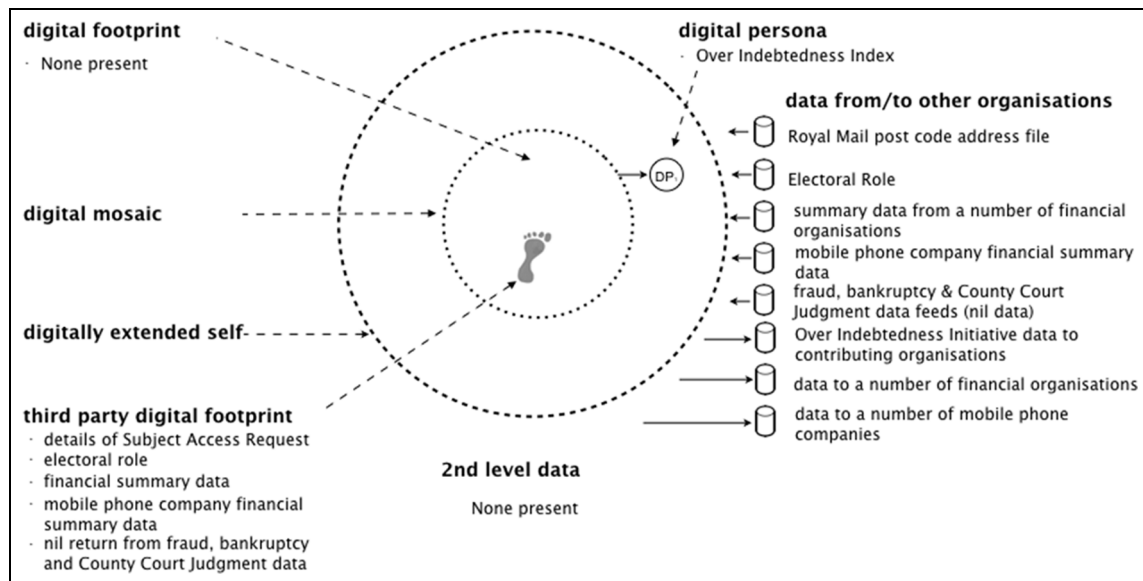 digital footprint
· None present
digital mosaic
digitally extended self
third party digital footprint
· details of Subject Access Request
· electoral role
· financial summary data
· mobile phone company financial
summary data
· nil return from fraud, bankruptcy
and County Court Judgment data
2nd level data
None present
digital persona
· Over Indebtedness Index
DP₁
data from/to other organisations
Royal Mail post code address file
Electoral Role
summary data from a number of financial
organisations
mobile phone company financial summary
data
fraud, bankruptcy & County Court
Judgment data feeds (nil data)
Over Indebtedness Initiative data to
contributing organisations
data to a number of financial organisations
data to a number of mobile phone
companies